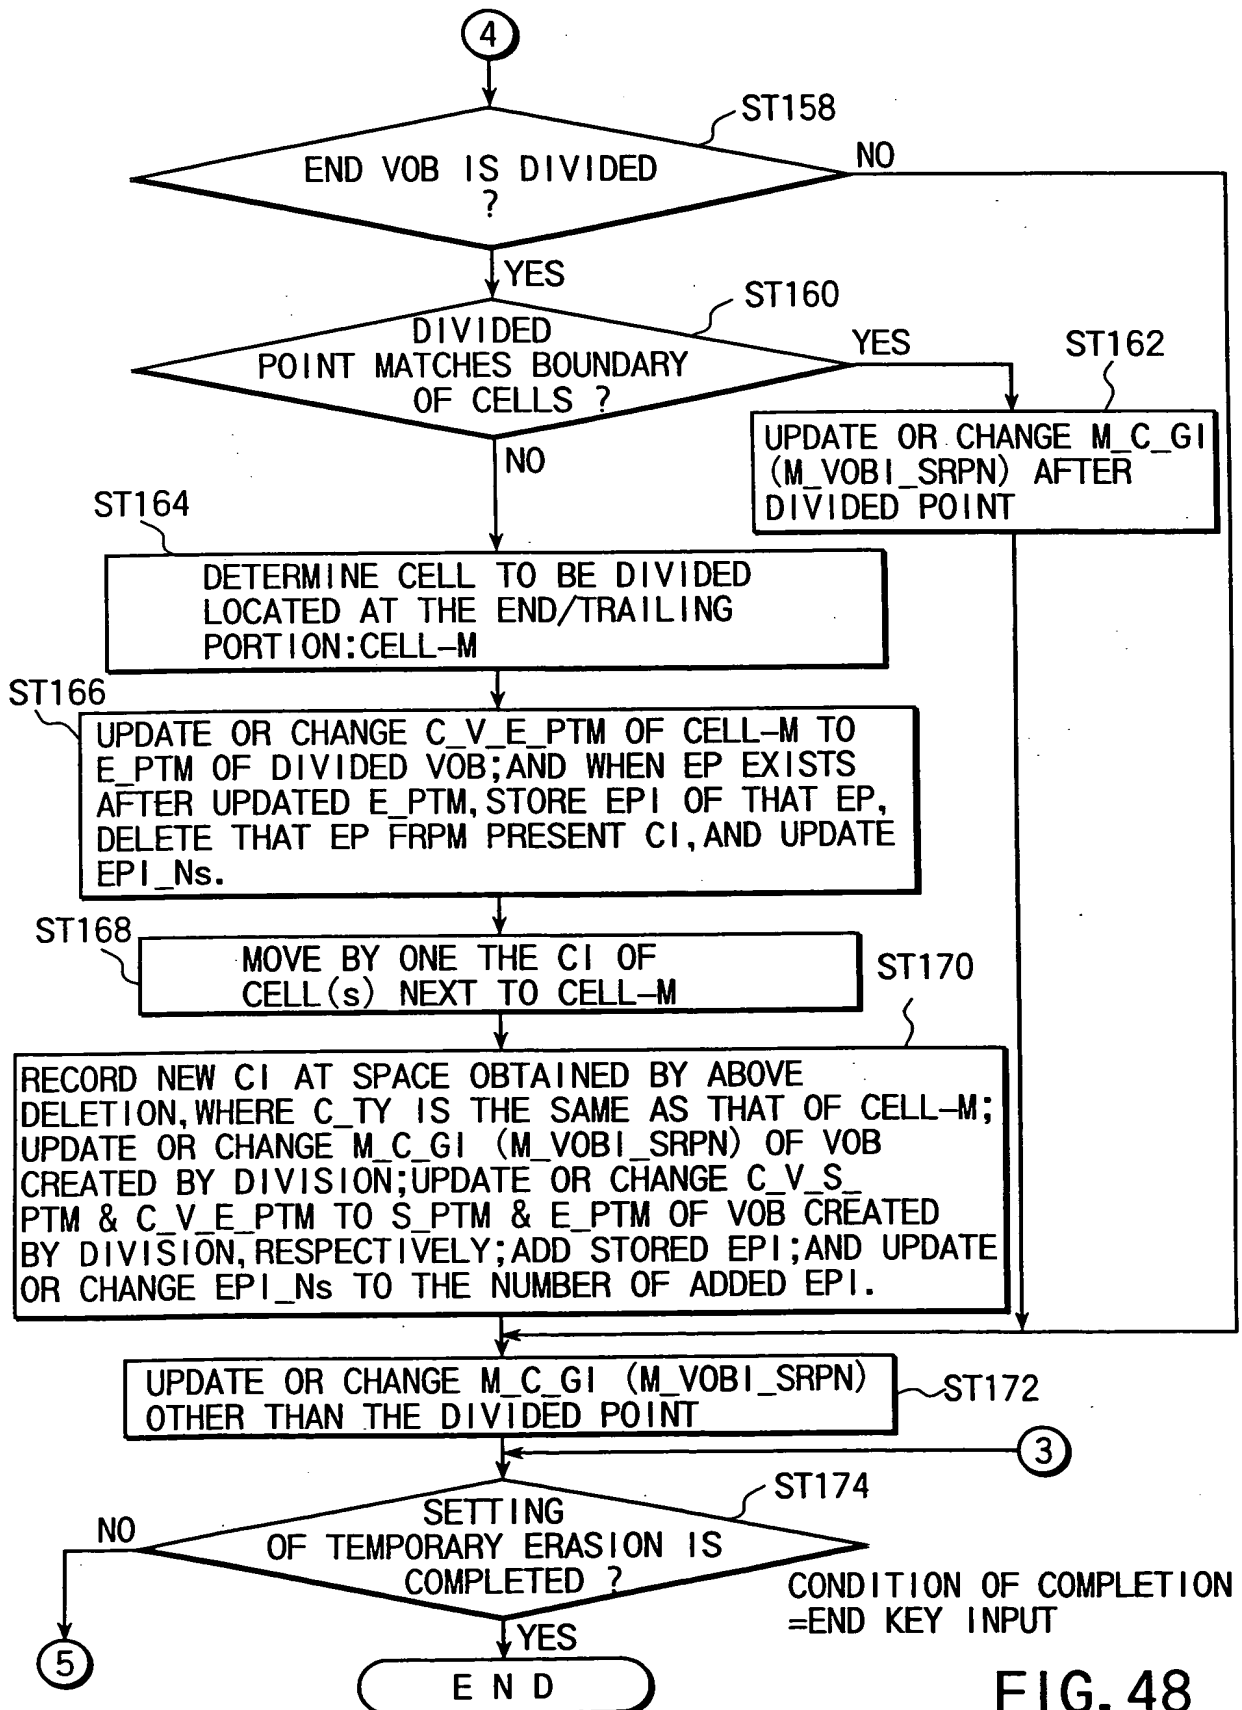 4
ST158
END VOB IS DIVIDED
?
NO
YES
ST160
DIVIDED
POINT MATCHES BOUNDARY
OF CELLS ?
YES
ST162
UPDATE OR CHANGE M_C_GI
(M_VOBI_SRPN) AFTER
DIVIDED POINT
NO
ST164
DETERMINE CELL TO BE DIVIDED
LOCATED AT THE END/TRAILING
PORTION:CELL-M
ST166
UPDATE OR CHANGE C_V_E_PTM OF CELL-M TO
E_PTM OF DIVIDED VOB;AND WHEN EP EXISTS
AFTER UPDATED E_PTM,STORE EPI OF THAT EP,
DELETE THAT EP FRPM PRESENT CI,AND UPDATE
EPI_Ns.
ST168
MOVE BY ONE THE CI OF
CELL(s) NEXT TO CELL-M
ST170
RECORD NEW CI AT SPACE OBTAINED BY ABOVE
DELETION,WHERE C_TY IS THE SAME AS THAT OF CELL-M;
UPDATE OR CHANGE M_C_GI (M_VOBI_SRPN) OF VOB
CREATED BY DIVISION;UPDATE OR CHANGE C_V_S_
PTM & C_V_E_PTM TO S_PTM & E_PTM OF VOB CREATED
BY DIVISION,RESPECTIVELY;ADD STORED EPI;AND UPDATE
OR CHANGE EPI_Ns TO THE NUMBER OF ADDED EPI.
UPDATE OR CHANGE M_C_GI (M_VOBI_SRPN)
OTHER THAN THE DIVIDED POINT
ST172
3
ST174
SETTING
OF TEMPORARY ERASION IS
COMPLETED ?
NO
CONDITION OF COMPLETION
=END KEY INPUT
YES
5
END
FIG. 48